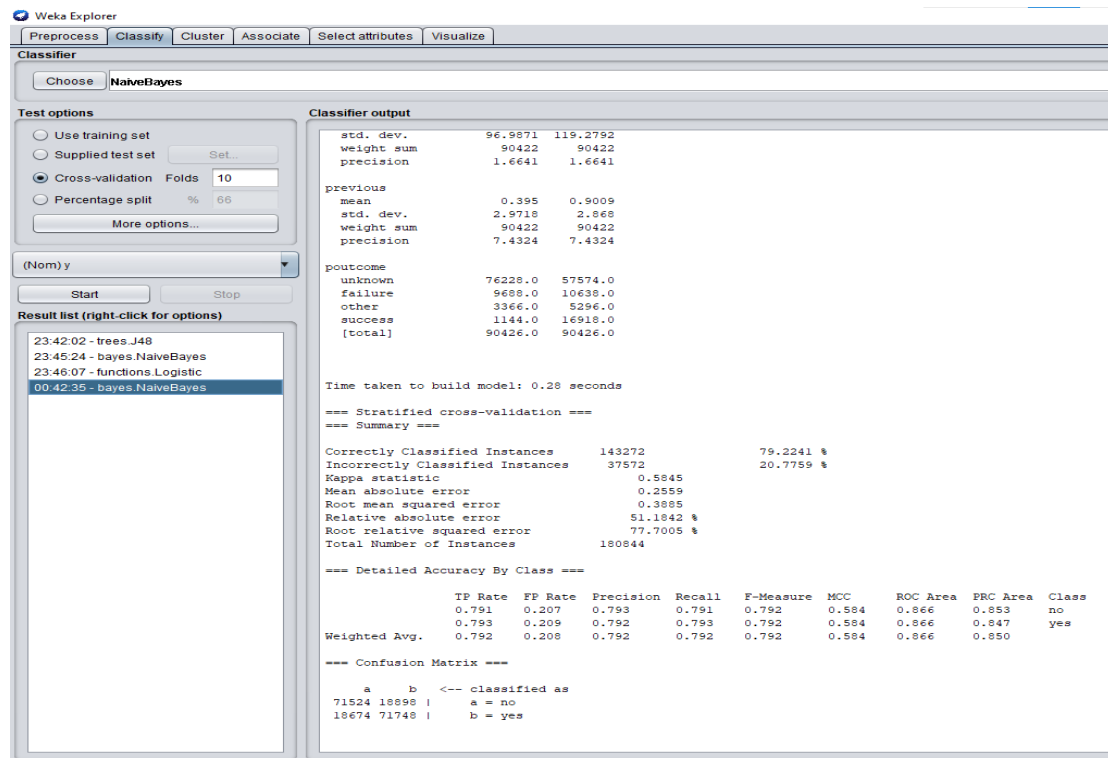 Weka Explorer
Preprocess Classify Cluster Associate Select attributes Visualize
Classifier
Choose NaiveBayes
Test options
Use training set
Supplied test set Set...
Cross-validation Folds 10
Percentage split % 66
More options...
(Nom) y
Start Stop
Result list (right-click for options)
23:42:02 - trees.J48
23:45:24 - bayes.NaiveBayes
23:46:07 - functions.Logistic
00:42:35 - bayes.NaiveBayes
Classifier output
std. dev. 96.9871 119.2792
weight sum 90422 90422
precision 1.6641 1.6641
previous
mean 0.395 0.9009
std. dev. 2.9718 2.868
weight sum 90422 90422
precision 7.4324 7.4324
poutcome
unknown 76228.0 57574.0
failure 9688.0 10638.0
other 3366.0 5296.0
success 1144.0 16918.0
[total] 90426.0 90426.0
Time taken to build model: 0.28 seconds
=== Stratified cross-validation ===
=== Summary ===
Correctly Classified Instances 143272 79.2241 %
Incorrectly Classified Instances 37572 20.7759 %
Kappa statistic 0.5845
Mean absolute error 0.2559
Root mean squared error 0.3885
Relative absolute error 51.1842 %
Root relative squared error 77.7005 %
Total Number of Instances 180844
=== Detailed Accuracy By Class ===
TP Rate FP Rate Precision Recall F-Measure MCC ROC Area PRC Area Class
0.791 0.207 0.793 0.791 0.792 0.584 0.866 0.853 no
0.793 0.209 0.792 0.793 0.792 0.584 0.866 0.847 yes
Weighted Avg. 0.792 0.208 0.792 0.792 0.792 0.584 0.866 0.850
=== Confusion Matrix ===
a b <-- classified as
71524 18898 | a = no
18674 71748 | b = yes